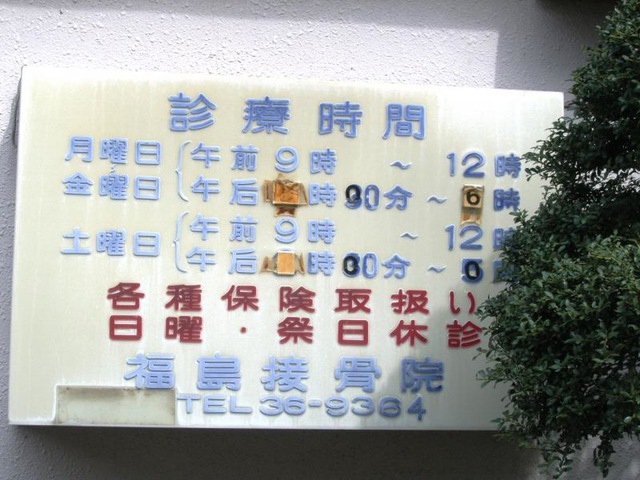 診療時間
月曜日 午前9時 ~ 12時
金曜日 午后 時30分~6時
土曜日 午前9時 ~ 12時
午后 時30分~
各種保険取扱い
日曜・祭日休診
福島接骨院
TEL 36-9364